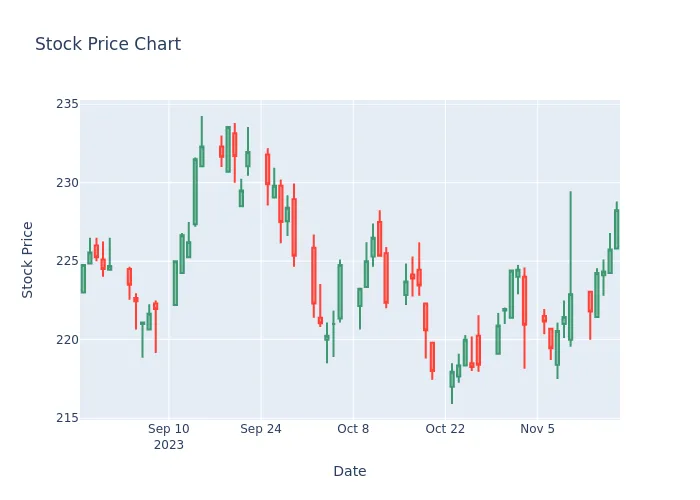 Stock Price Chart
235
230
225
220
215
Stock Price
Sep 10
2023
Sep 24
Oct 8
Oct 22
Nov 5
Date